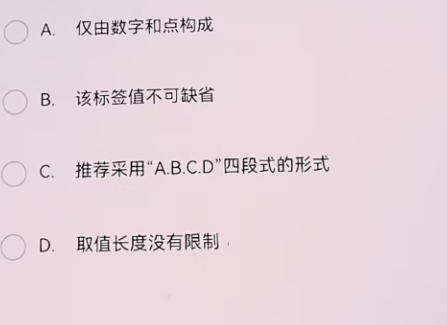 A. 仅由数字和点构成
B. 该标签值不可缺省
C. 推荐采用“A.B.C.D”四段式的形式
D. 取值长度没有限制